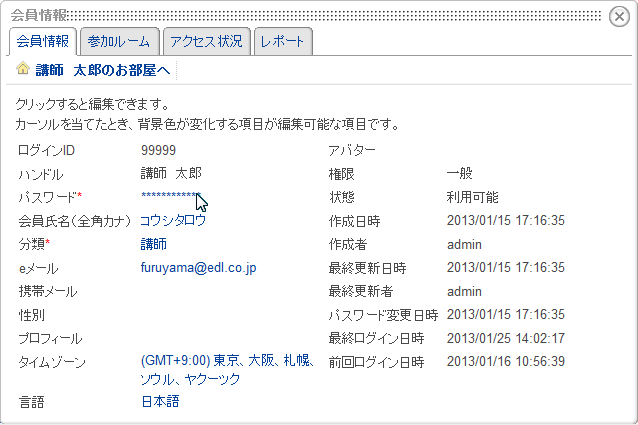 会員情報
会員情報 参加ルーム アクセス状況 レポート
講師　太郎のお部屋へ
クリックすると編集できます。
カーソルを当てたとき、背景色が変化する項目が編集可能な項目です。
ログインID 99999 アバター
ハンドル 講師　太郎 権限 一般
パスワード* ************ 状態 利用可能
会員氏名(全角カナ) コウシタロウ 作成日時 2013/01/15 17:16:35
分類* 講師 作成者 admin
eメール furuyama@edl.co.jp 最終更新日時 2013/01/15 17:16:35
携帯メール 最終更新者 admin
性別 パスワード変更日時 2013/01/15 17:16:35
プロフィール 最終ログイン日時 2013/01/25 14:02:17
タイムゾーン (GMT+9:00) 東京、大阪、札幌、 前回ログイン日時 2013/01/16 10:56:39
ソウル、ヤクーツク
言語 日本語